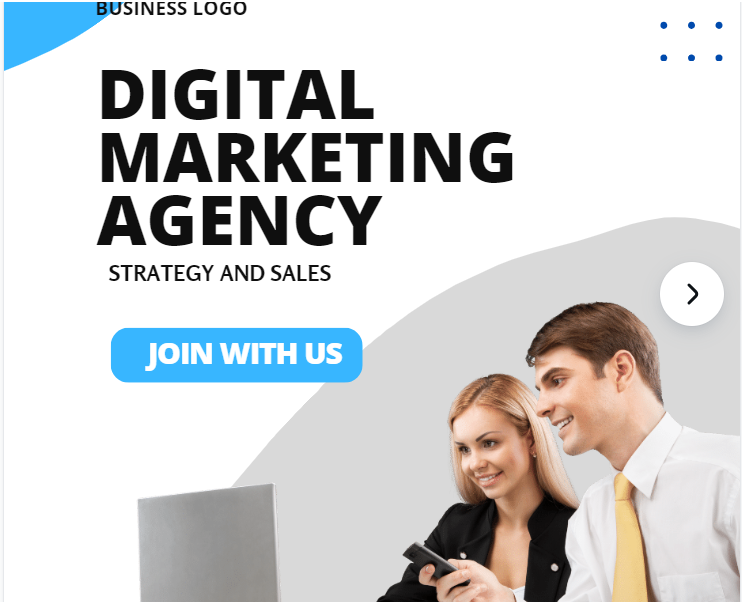 BUSINESS LOGO
DIGITAL
MARKETING
AGENCY
STRATEGY AND SALES
JOIN WITH US